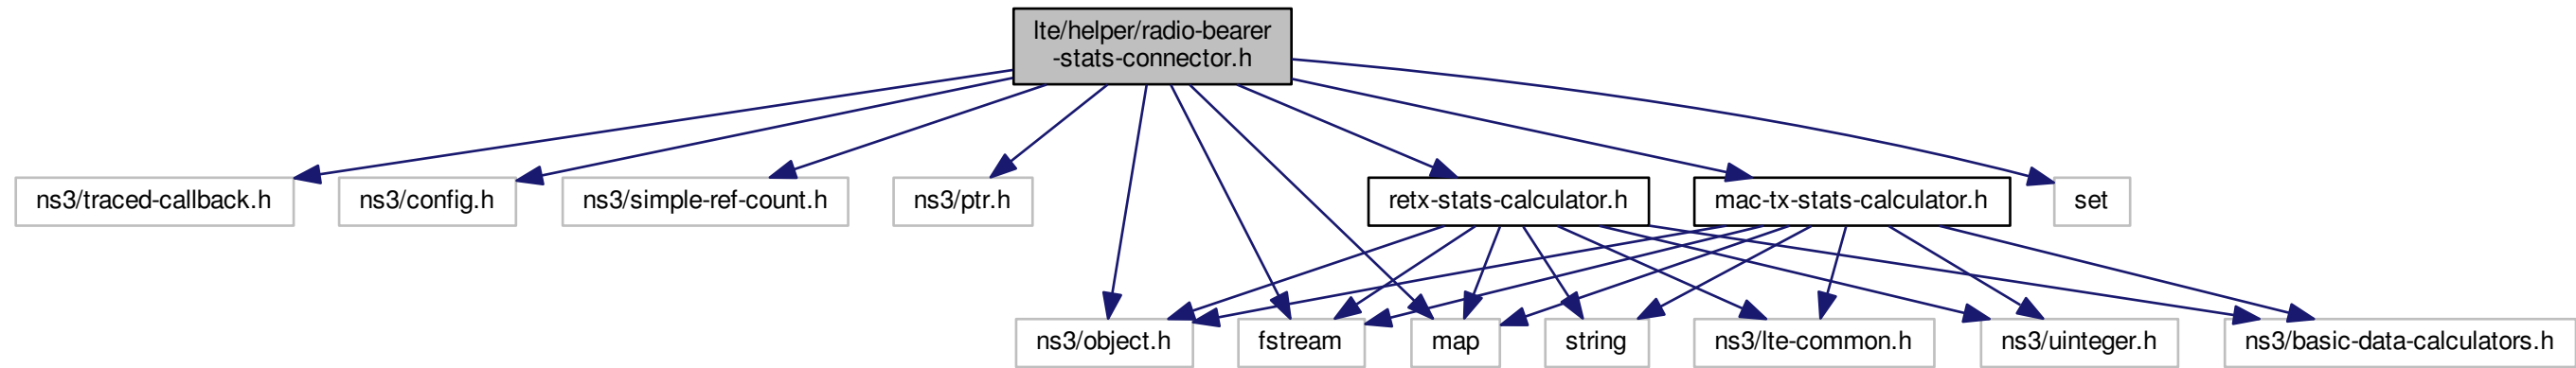 lte/helper/radio-bearer
-stats-connector.h
ns3/traced-callback.h
ns3/config.h
ns3/simple-ref-count.h
ns3/ptr.h
retx-stats-calculator.h
mac-tx-stats-calculator.h
set
ns3/object.h
fstream
map
string
ns3/lte-common.h
ns3/uinteger.h
ns3/basic-data-calculators.h